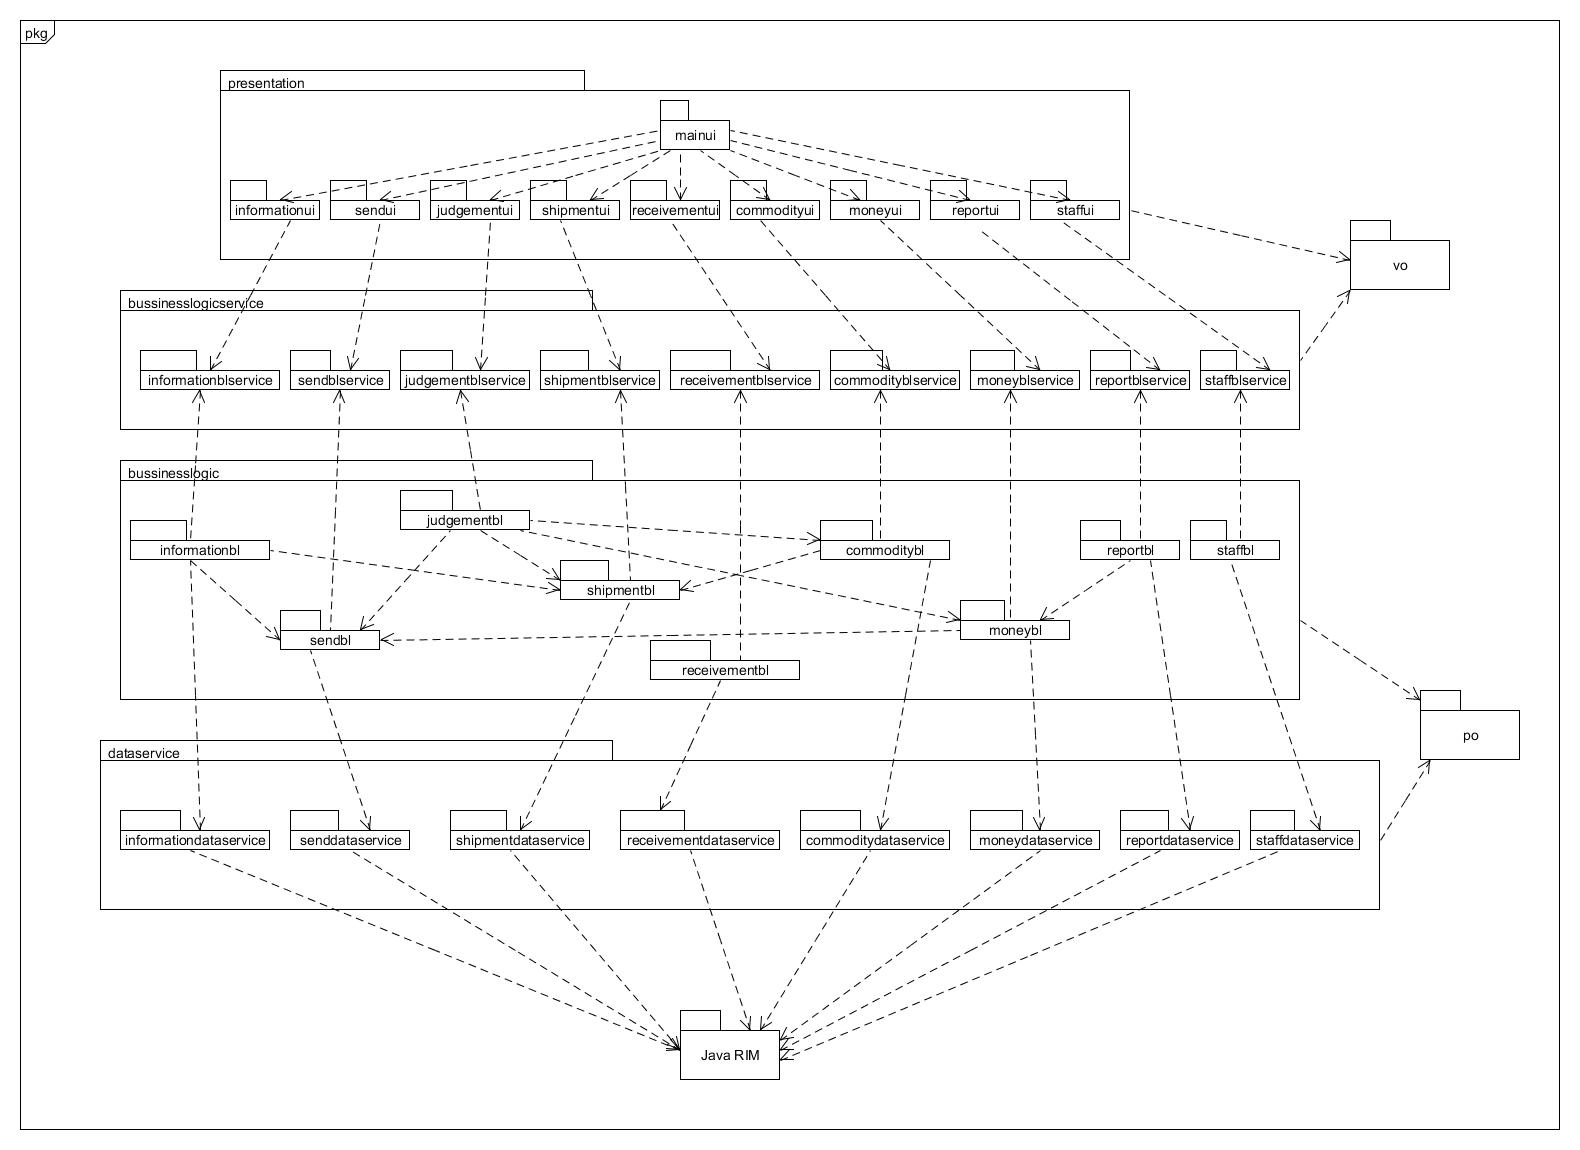 pkg
presentation
mainui
informationui
sendui
judgementui
shipmentui
receivementui
commodityui
moneyui
reportui
staffui
vo
bussinesslogicservice
informationblservice
sendblservice
judgementblservice
shipmentblservice
receivementblservice
commodityblservice
moneyblservice
reportblservice
staffblservice
bussinesslogic
judgementbl
informationbl
commoditybl
reportbl
staffbl
shipmentbl
sendbl
moneybl
receivementbl
po
dataservice
informationdataservice
senddataservice
shipmentdataservice
receivementdataservice
commoditydataservice
moneydataservice
reportdataservice
staffdataservice
Java RIM